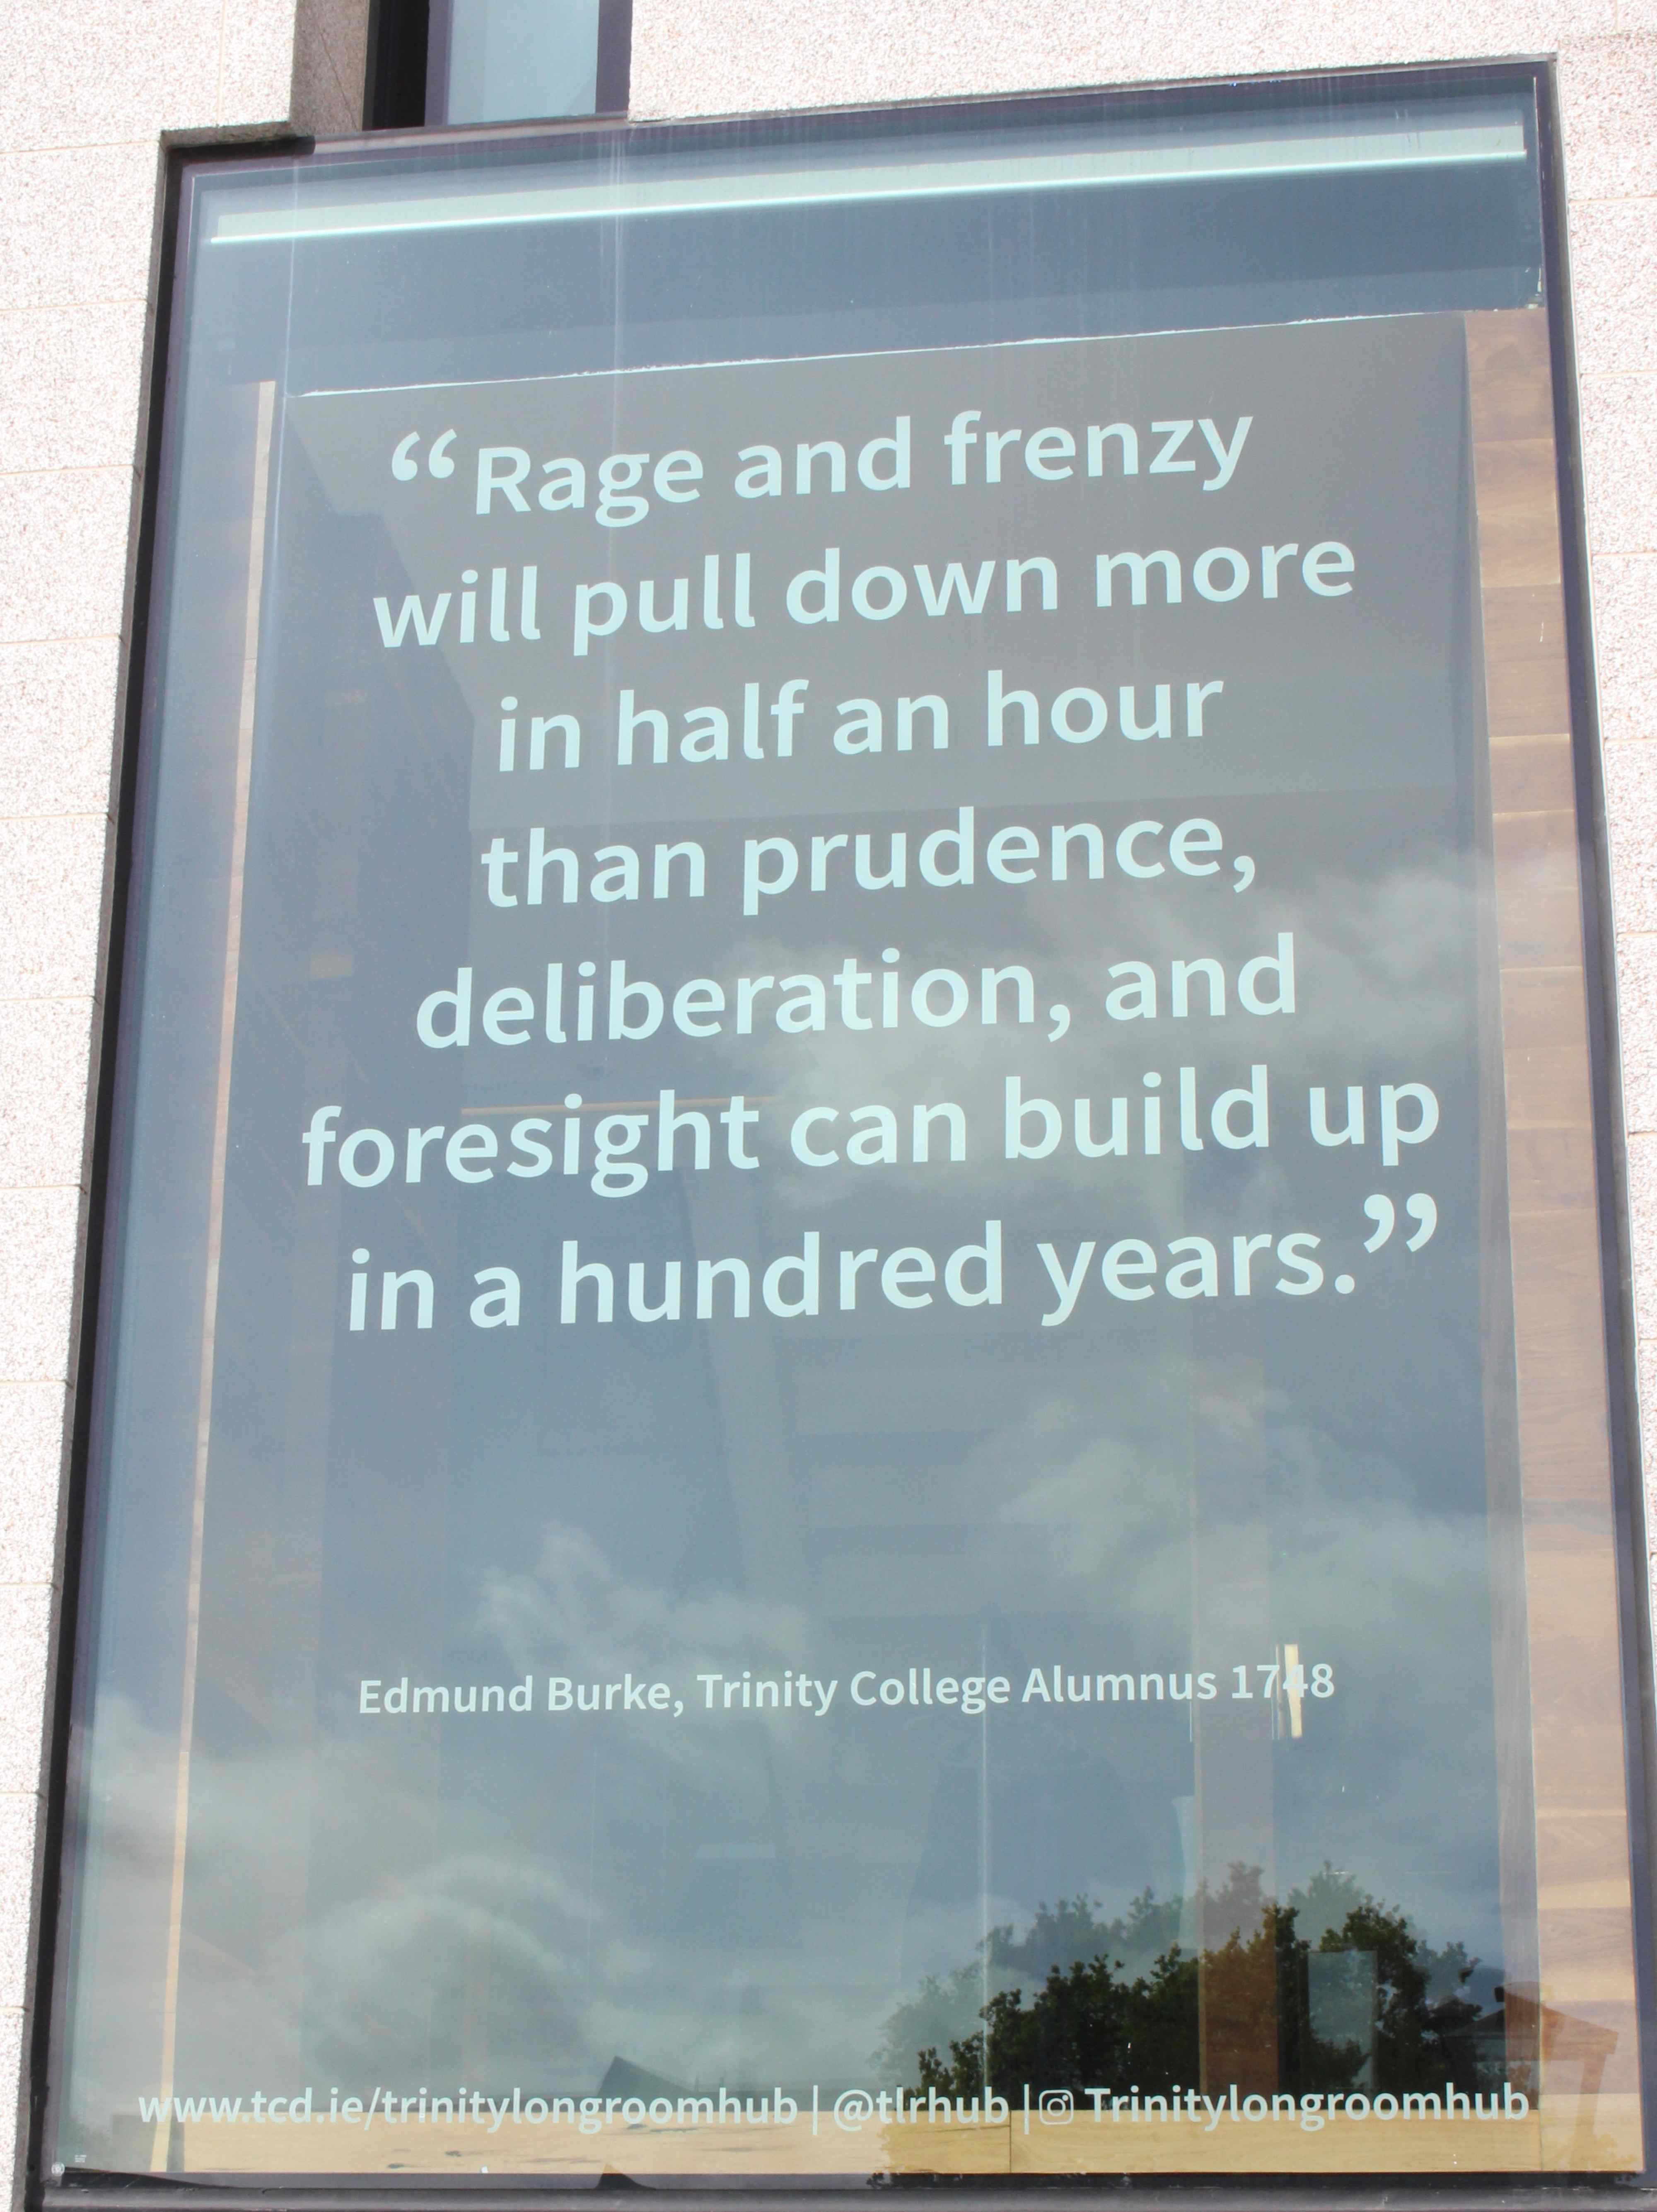 “Rage and frenzy
will pull down more
in half an hour
than prudence,
deliberation, and
foresight can build up
in a hundred years.”
Edmund Burke, Trinity College Alumnus 1748
www.tcd.ie/trinitylongroomhub | @tlrhub | Trinitylongroomhub